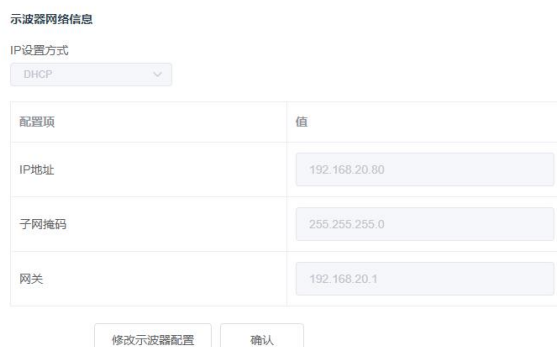 示波器网络信息
IP设置方式
DHCP
配置项 值
IP地址 192.168.20.80
子网掩码 255.255.255.0
网关 192.168.20.1
修改示波器配置 确认